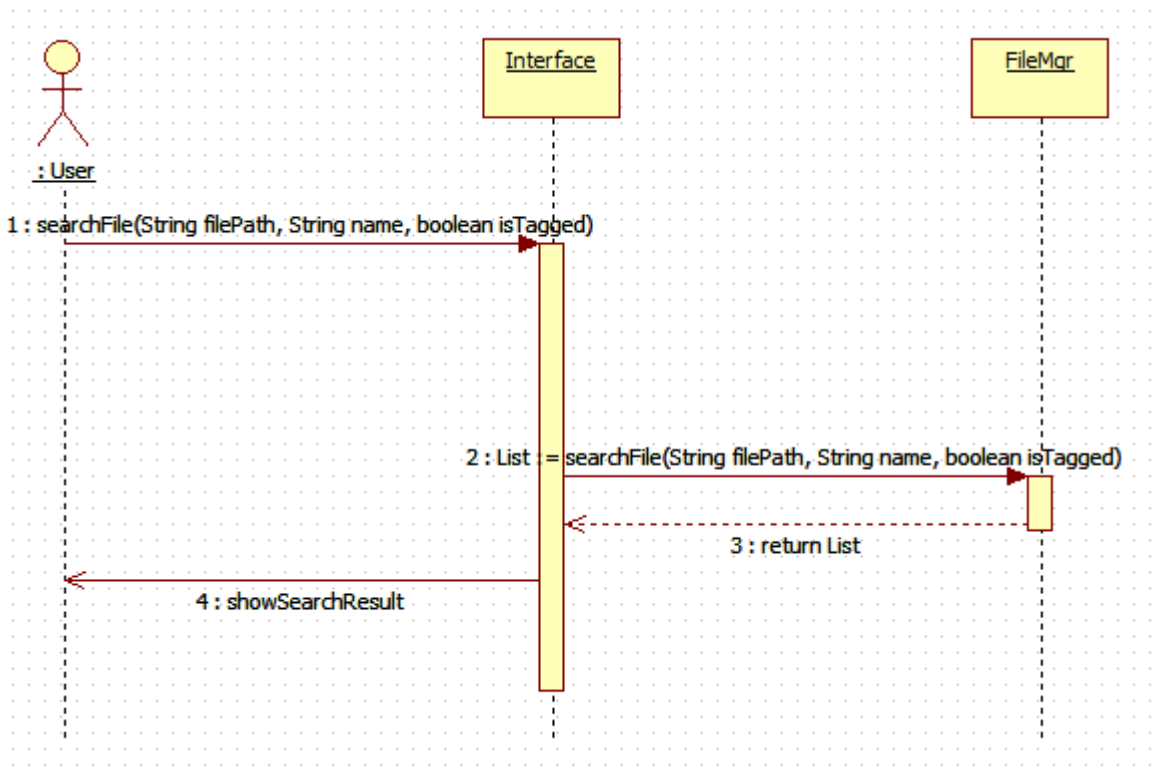 Interface
FileMgr
: User
1 : searchFile(String filePath, String name, boolean isTagged)
2 : List := searchFile(String filePath, String name, boolean isTagged)
3 : return List
4 : showSearchResult